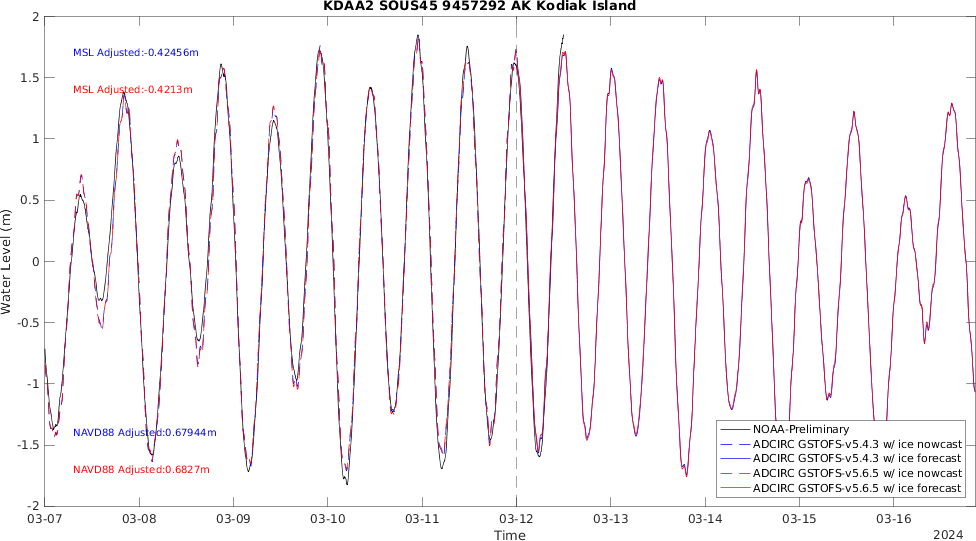 KDAA2 SOUS45 9457292 AK Kodiak Island
2
MSL Adjusted:-0.42456m
1.5
MSL Adjusted:-0.4213m
1
0.5
0
Water Level (m)
-0.5
-1
NAVD88 Adjusted:0.67944m
-1.5
NAVD88 Adjusted:0.6827m
-2
NOAA-Preliminary
ADCIRC GSTOFS-v5.4.3 w/ ice nowcast
ADCIRC GSTOFS-v5.4.3 w/ ice forecast
ADCIRC GSTOFS-v5.6.5 w/ ice nowcast
ADCIRC GSTOFS-v5.6.5 w/ ice forecast
03-07 03-08 03-09 03-10 03-11 03-12 03-13 03-14 03-15 03-16
Time
2024